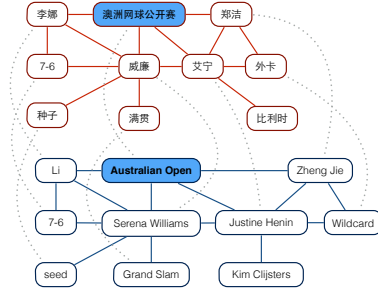 李娜 澳洲网球公开赛 郑洁
7-6 威廉 艾宁 外卡
种子 满贯 比利时
Li Australian Open Zheng Jie
7-6 Serena Williams Justine Henin Wildcard
seed Grand Slam Kim Clijsters